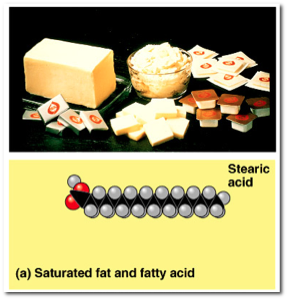 Stearic
acid
(a) Saturated fat and fatty acid